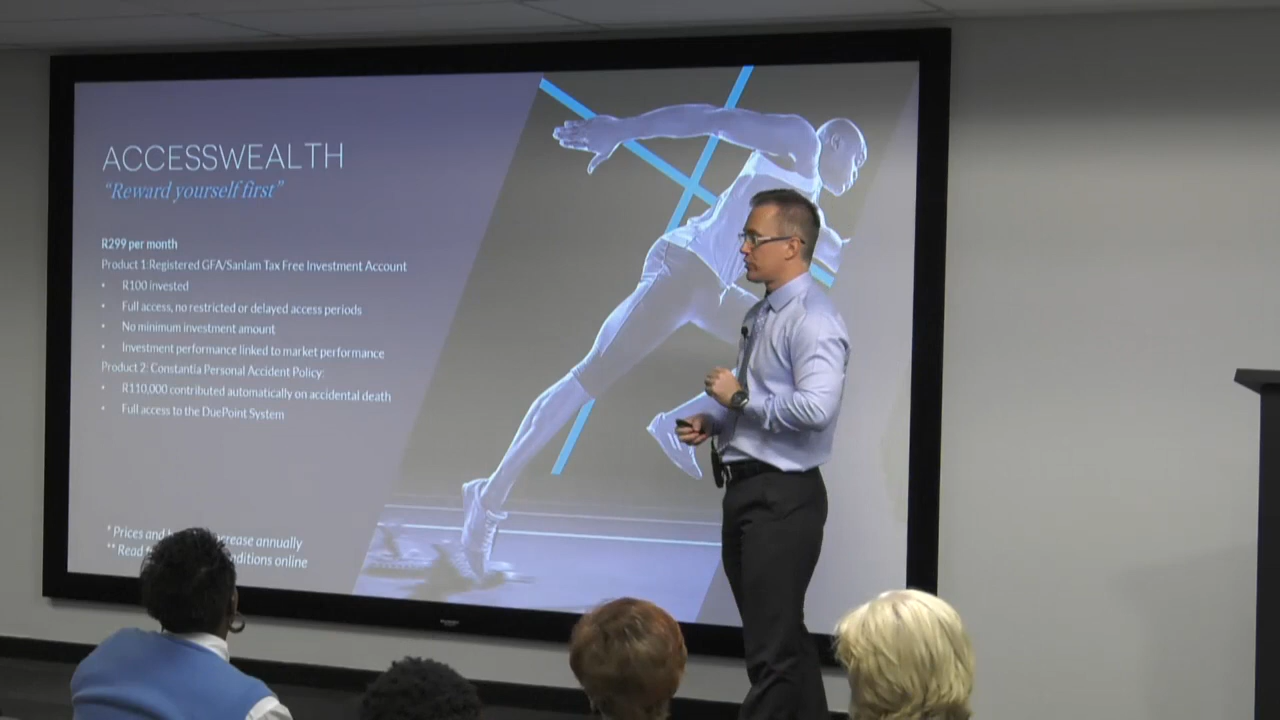 ACCESSWEALTH
"Reward yourself first"
R299 per month
Product 1:Registered GFA/Sanlam Tax Free Investment Account
• R100 invested
• Full access, no restricted or delayed access periods
• No minimum investment amount
• Investment performance linked to market performance
Product 2: Constantia Personal Accident Policy:
• R110,000 contributed automatically on accidental death
• Full access to the DuePoint System
* Prices and increase annually
** Read conditions online